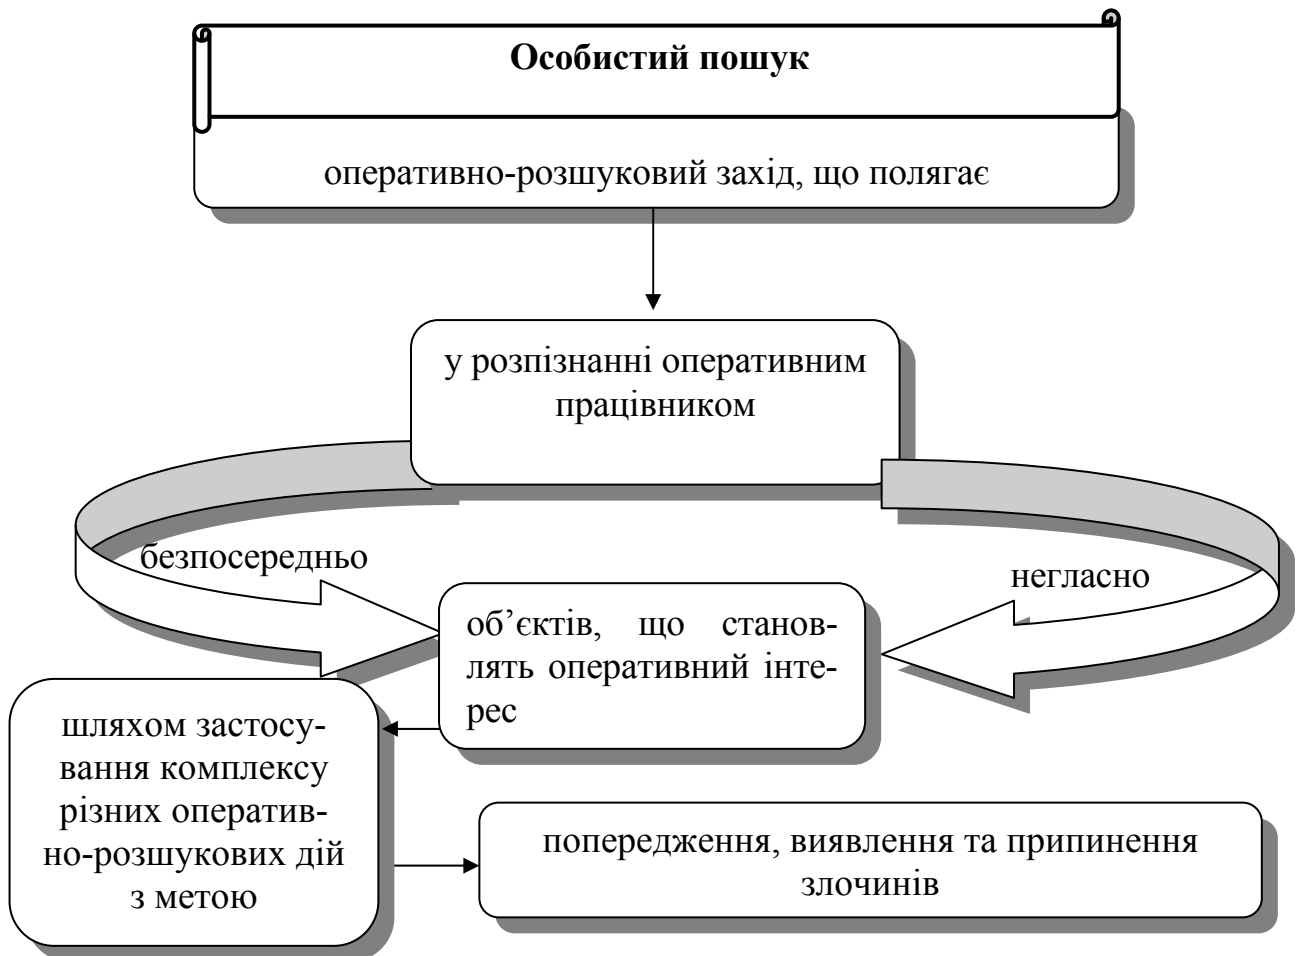 Особистий пошук
оперативно-розшуковий захід, що полягає
у розпізнанні оперативним
працівником
безпосередньо
негласно
об’єктів, що станов-
лять оперативний інте-
рес
шляхом застосу-
вання комплексу
різних оператив-
но-розшукових дій
з метою
попередження, виявлення та припинення
злочинів